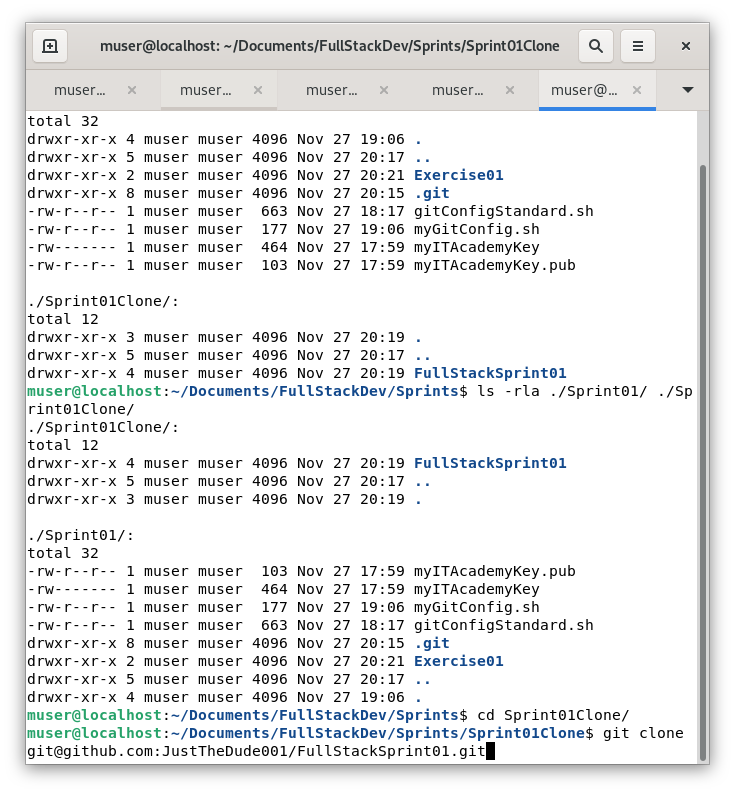 muser@localhost: ~/Documents/FullStackDev/Sprints/Sprint01Clone
muser... × muser... × muser... × muser... × muser@... ×
total 32
drwxr-xr-x 4 muser muser 4096 Nov 27 19:06 .
drwxr-xr-x 5 muser muser 4096 Nov 27 20:17 ..
drwxr-xr-x 2 muser muser 4096 Nov 27 20:21 Exercise01
drwxr-xr-x 8 muser muser 4096 Nov 27 20:15 .git
-rw-r--r-- 1 muser muser  663 Nov 27 18:17 gitConfigStandard.sh
-rw-r--r-- 1 muser muser  177 Nov 27 19:06 myGitConfig.sh
-rw------- 1 muser muser  464 Nov 27 17:59 myITAcademyKey
-rw-r--r-- 1 muser muser  103 Nov 27 17:59 myITAcademyKey.pub
./Sprint01Clone/:
total 12
drwxr-xr-x 3 muser muser 4096 Nov 27 20:19 .
drwxr-xr-x 5 muser muser 4096 Nov 27 20:17 ..
drwxr-xr-x 4 muser muser 4096 Nov 27 20:19 FullStackSprint01
muser@localhost:~/Documents/FullStackDev/Sprints$ ls -rla ./Sprint01/ ./Sp
rint01Clone/
./Sprint01Clone/:
total 12
drwxr-xr-x 4 muser muser 4096 Nov 27 20:19 FullStackSprint01
drwxr-xr-x 5 muser muser 4096 Nov 27 20:17 ..
drwxr-xr-x 3 muser muser 4096 Nov 27 20:19 .
./Sprint01/:
total 32
-rw-r--r-- 1 muser muser  103 Nov 27 17:59 myITAcademyKey.pub
-rw------- 1 muser muser  464 Nov 27 17:59 myITAcademyKey
-rw-r--r-- 1 muser muser  177 Nov 27 19:06 myGitConfig.sh
-rw-r--r-- 1 muser muser  663 Nov 27 18:17 gitConfigStandard.sh
drwxr-xr-x 8 muser muser 4096 Nov 27 20:15 .git
drwxr-xr-x 2 muser muser 4096 Nov 27 20:21 Exercise01
drwxr-xr-x 5 muser muser 4096 Nov 27 20:17 ..
drwxr-xr-x 4 muser muser 4096 Nov 27 19:06 .
muser@localhost:~/Documents/FullStackDev/Sprints$ cd Sprint01Clone/
muser@localhost:~/Documents/FullStackDev/Sprints/Sprint01Clone$ git clone
git@github.com:JustTheDude001/FullStackSprint01.git